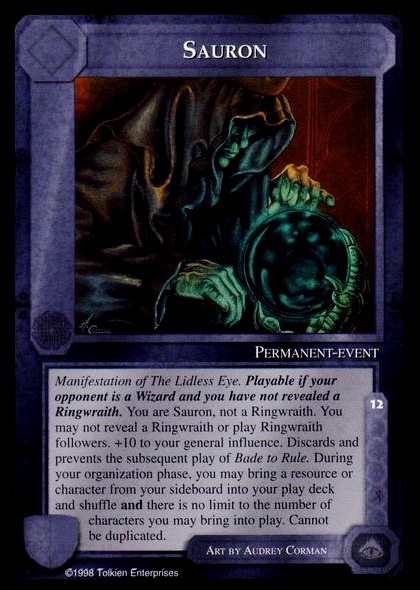 SAURON
PERMANENT-EVENT
Manifestation of The Lidless Eye. Playable if your
opponent is a Wizard and you have not revealed a
Ringwraith. You are Sauron, not a Ringwraith. You
may not reveal a Ringwraith or play Ringwraith
followers. +10 to your general influence. Discards and
prevents the subsequent play of Bade to Rule. During
your organization phase, you may bring a resource or
character from your sideboard into your play deck
and shuffle and there is no limit to the number of
characters you may bring into play. Cannot
be duplicated.
12
ART BY AUDREY CORMAN
©1998 Tolkien Enterprises